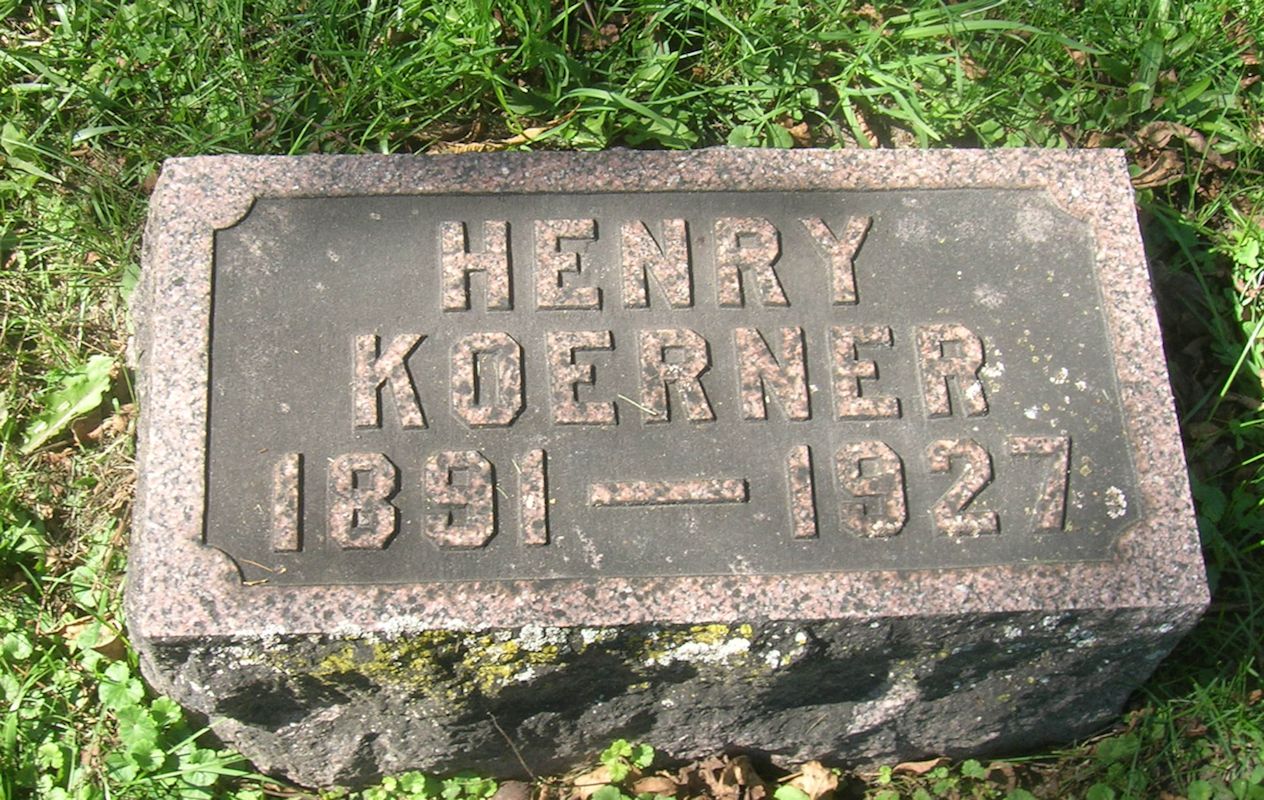 HENRY
KOERNER
1891 — 1927